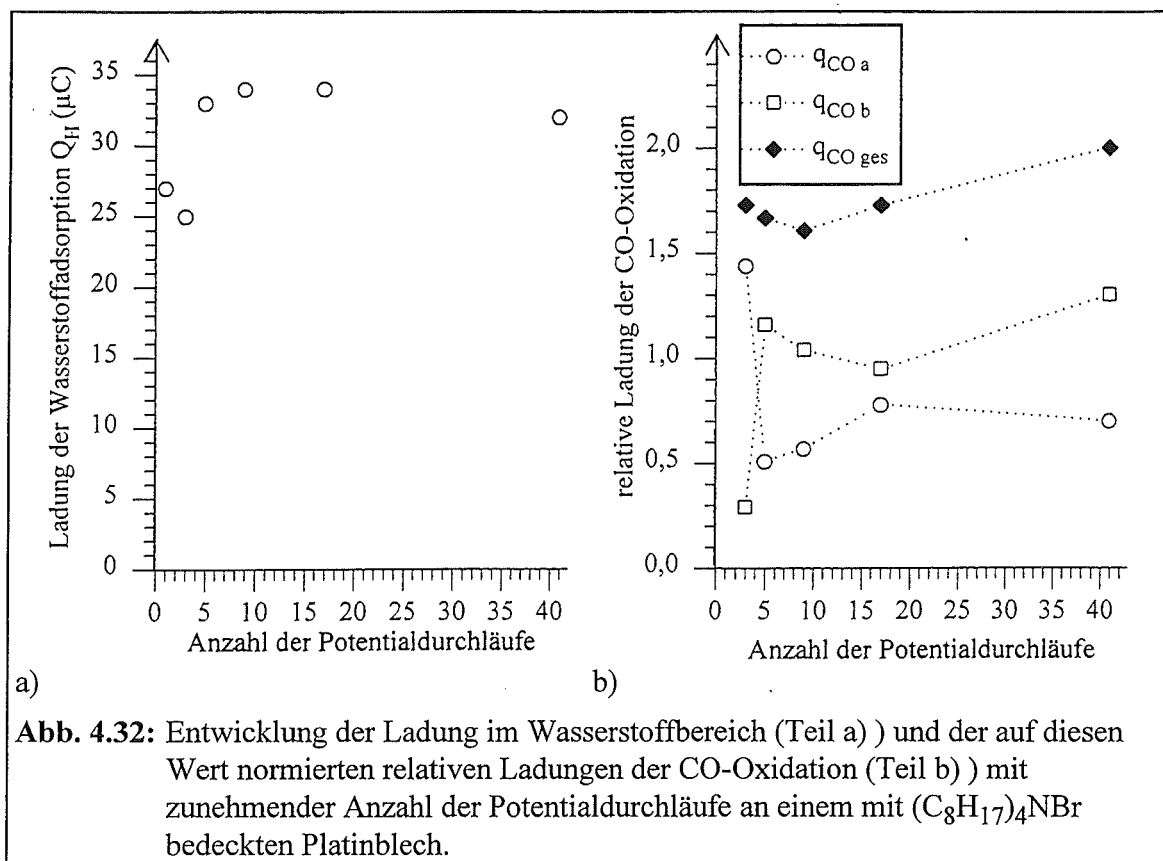 Ladung der Wasserstoffadsorption Q_H (µC)
35
30
25
20
15
10
5
0
0 5 10 15 20 25 30 35 40
Anzahl der Potentialdurchläufe
a)
relative Ladung der CO-Oxidation
q_CO a
q_CO b
q_CO ges
2,0
1,5
1,0
0,5
0,0
0 5 10 15 20 25 30 35 40
Anzahl der Potentialdurchläufe
b)
Abb. 4.32: Entwicklung der Ladung im Wasserstoffbereich (Teil a) ) und der auf diesen
Wert normierten relativen Ladungen der CO-Oxidation (Teil b) ) mit
zunehmender Anzahl der Potentialdurchläufe an einem mit (C8H17)4NBr
bedeckten Platinblech.